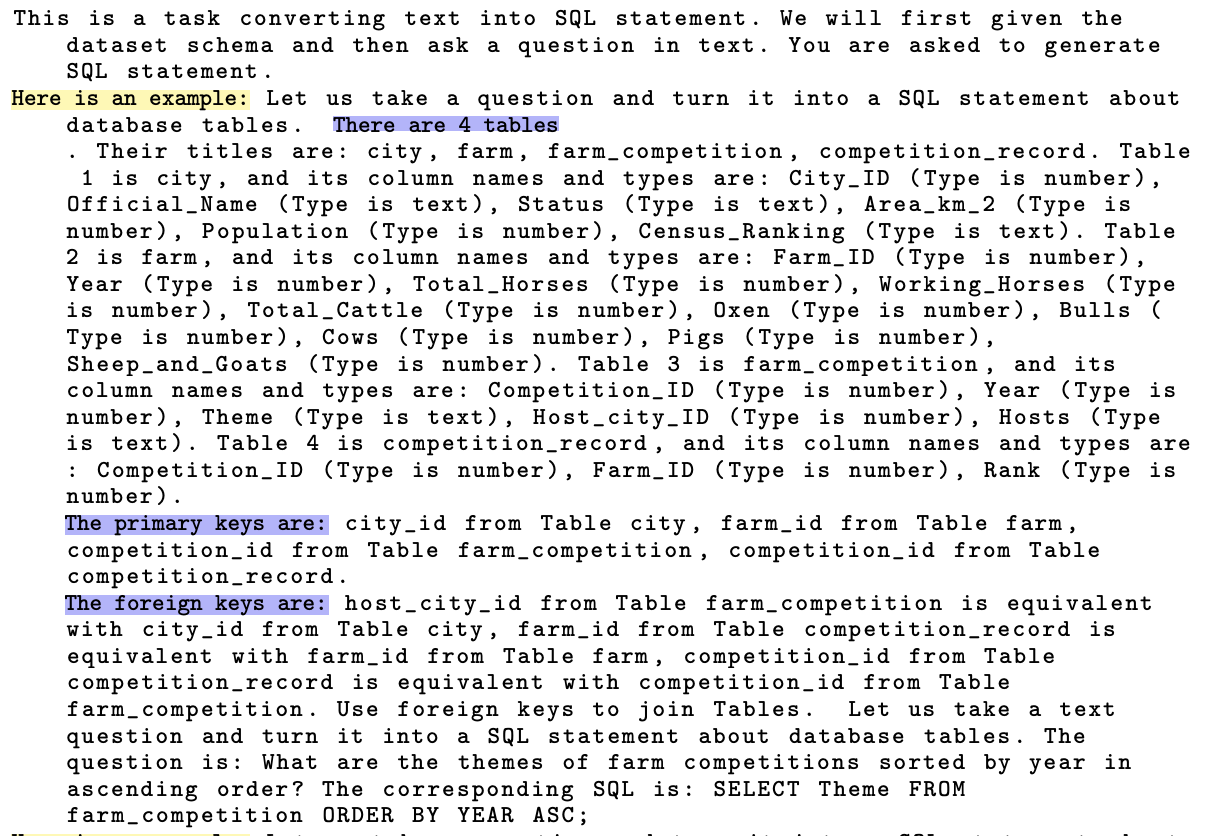 This is a task converting text into SQL statement. We will first given the
dataset schema and then ask a question in text. You are asked to generate
SQL statement.
Here is an example: Let us take a question and turn it into a SQL statement about
database tables. There are 4 tables
. Their titles are: city, farm, farm_competition, competition_record. Table
1 is city, and its column names and types are: City_ID (Type is number),
Official_Name (Type is text), Status (Type is text), Area_km_2 (Type is
number), Population (Type is number), Census_Ranking (Type is text). Table
2 is farm, and its column names and types are: Farm_ID (Type is number),
Year (Type is number), Total_Horses (Type is number), Working_Horses (Type
is number), Total_Cattle (Type is number), Oxen (Type is number), Bulls (
Type is number), Cows (Type is number), Pigs (Type is number),
Sheep_and_Goats (Type is number). Table 3 is farm_competition, and its
column names and types are: Competition_ID (Type is number), Year (Type is
number), Theme (Type is text), Host_city_ID (Type is number), Hosts (Type
is text). Table 4 is competition_record, and its column names and types are
: Competition_ID (Type is number), Farm_ID (Type is number), Rank (Type is
number).
The primary keys are: city_id from Table city, farm_id from Table farm,
competition_id from Table farm_competition, competition_id from Table
competition_record.
The foreign keys are: host_city_id from Table farm_competition is equivalent
with city_id from Table city, farm_id from Table competition_record is
equivalent with farm_id from Table farm, competition_id from Table
competition_record is equivalent with competition_id from Table
farm_competition. Use foreign keys to join Tables. Let us take a text
question and turn it into a SQL statement about database tables. The
question is: What are the themes of farm competitions sorted by year in
ascending order? The corresponding SQL is: SELECT Theme FROM
farm_competition ORDER BY YEAR ASC;